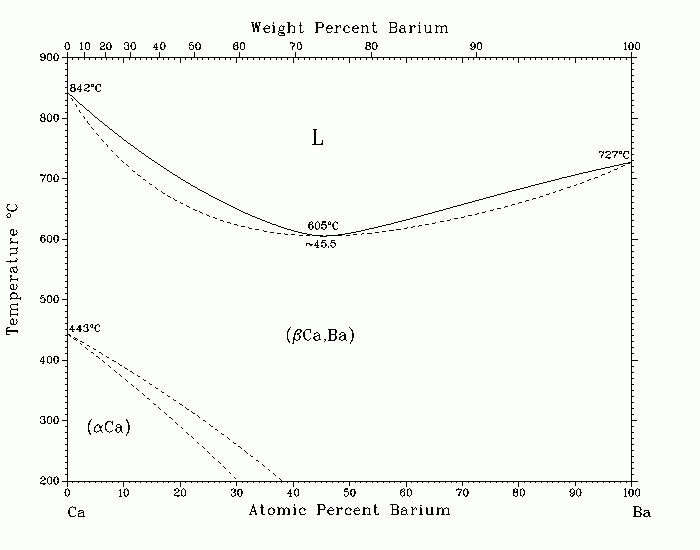 Weight Percent Barium
0 10 20 30 40 50 60 70 80 90 100
900
842°C
800
L
727°C
700
605°C
600
~45.5
Temperature °C
500
443°C
(βCa,Ba)
400
300
(αCa)
200
0 10 20 30 40 50 60 70 80 90 100
Ca Atomic Percent Barium Ba